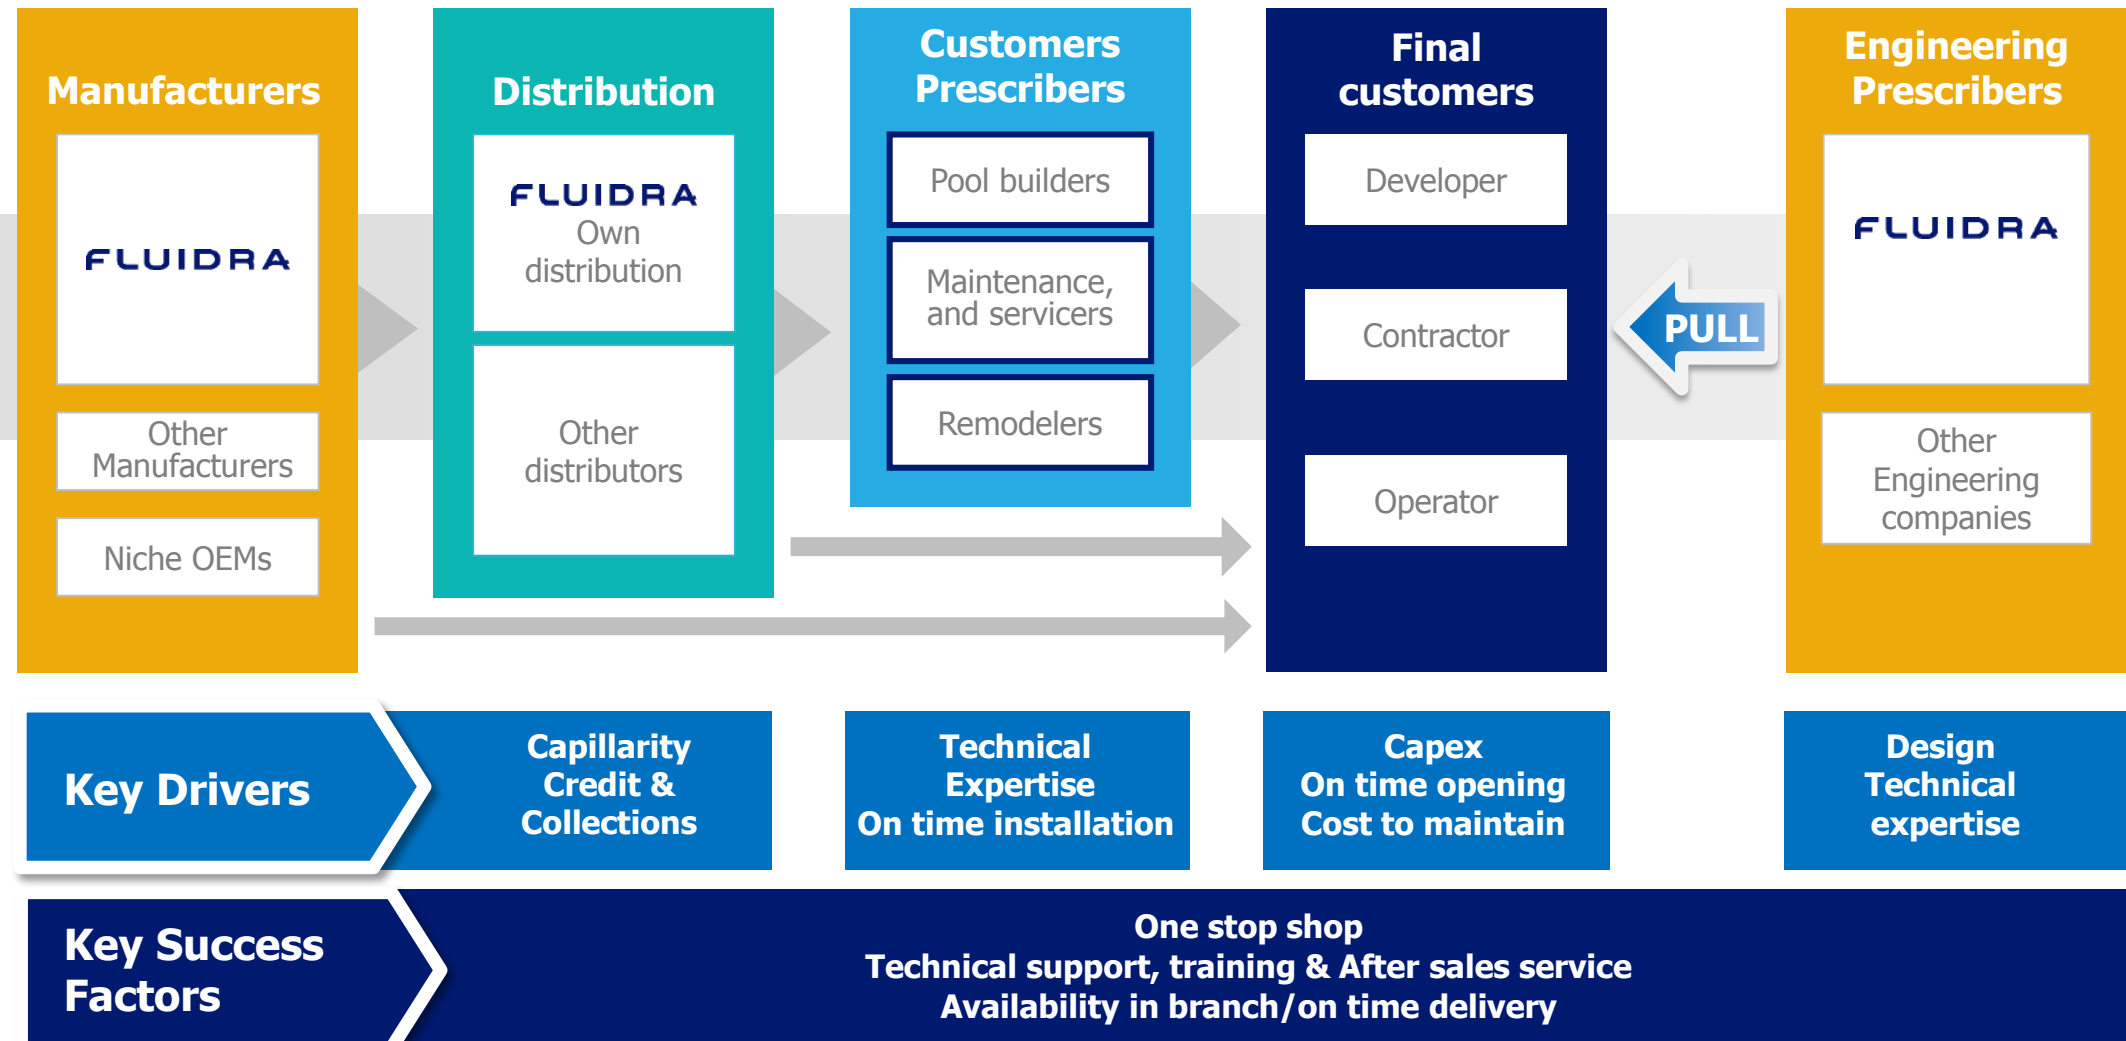 Manufacturers
FLUIDRA
Other
Manufacturers
Niche OEMs
Distribution
FLUIDRA
Own
distribution
Other
distributors
Customers
Prescribers
Pool builders
Maintenance,
and servicers
Remodelers
Final
customers
Developer
Contractor
Operator
PULL
Engineering
Prescribers
FLUIDRA
Other
Engineering
companies
Key Drivers
Capillarity
Credit &
Collections
Technical
Expertise
On time installation
Capex
On time opening
Cost to maintain
Design
Technical
expertise
Key Success
Factors
One stop shop
Technical support, training & After sales service
Availability in branch/on time delivery